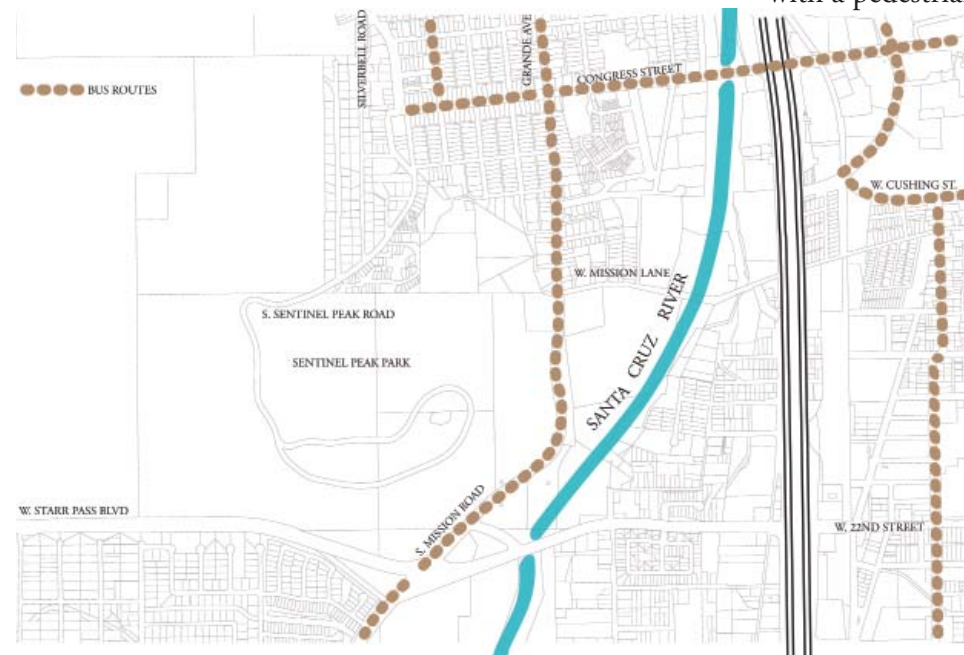 with a pedestrian
SILVERBELL ROAD
GRANDE AVE
CONGRESS STREET
BUS ROUTES
W. CUSHING ST.
W. MISSION LANE
S. SENTINEL PEAK ROAD
SANTA CRUZ RIVER
SENTINEL PEAK PARK
S. MISSION ROAD
W. STARR PASS BLVD
W. 22ND STREET